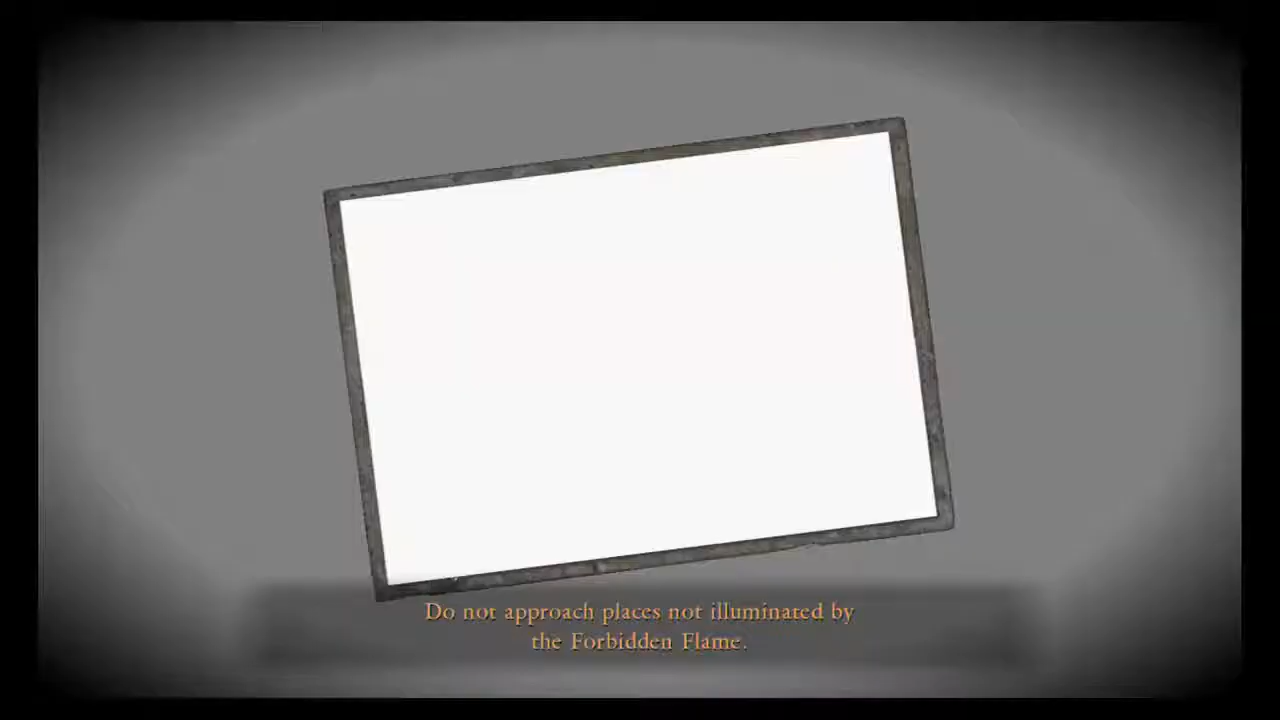 Do not approach places not illuminated by
the Forbidden Flame.